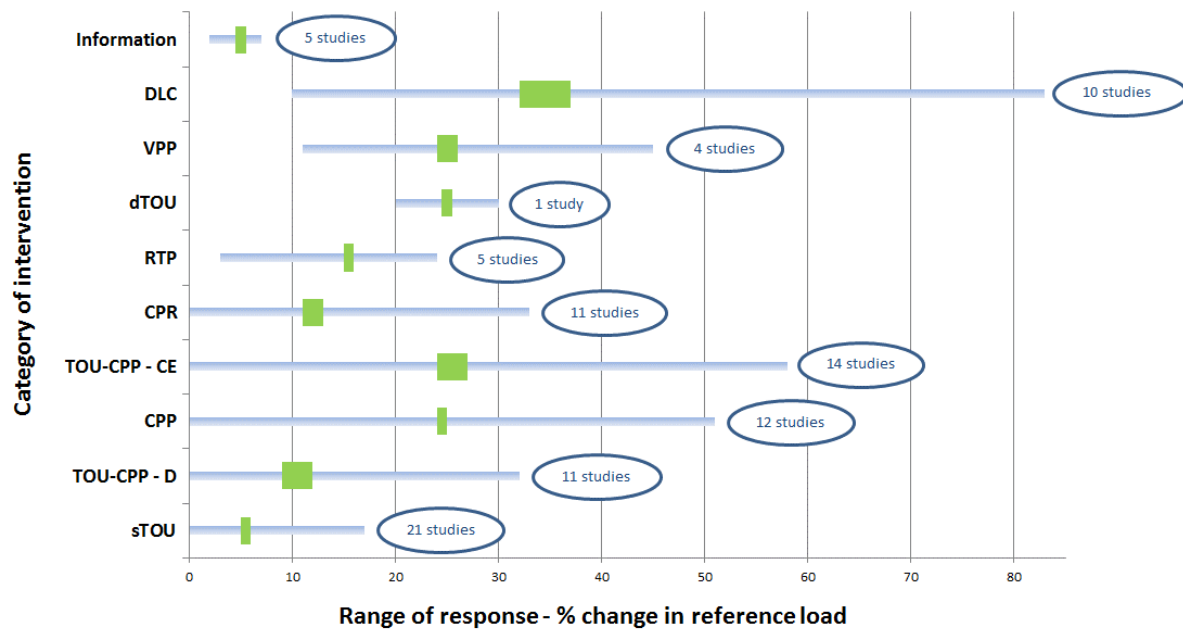 Category of intervention
Information
5 studies
DLC
10 studies
VPP
4 studies
dTOU
1 study
RTP
5 studies
CPR
11 studies
TOU-CPP - CE
14 studies
CPP
12 studies
TOU-CPP - D
11 studies
sTOU
21 studies
0 10 20 30 40 50 60 70 80
Range of response - % change in reference load